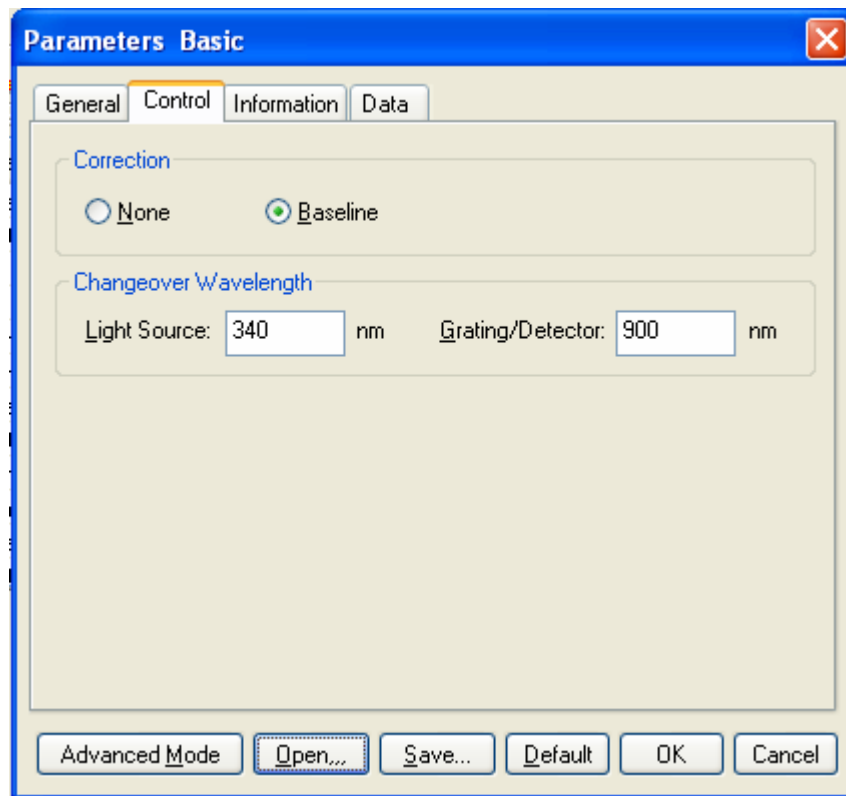 Parameters Basic
General Control Information Data
Correction
None Baseline
Changeover Wavelength
Light Source: 340 nm Grating/Detector: 900 nm
Advanced Mode Open,,, Save... Default OK Cancel